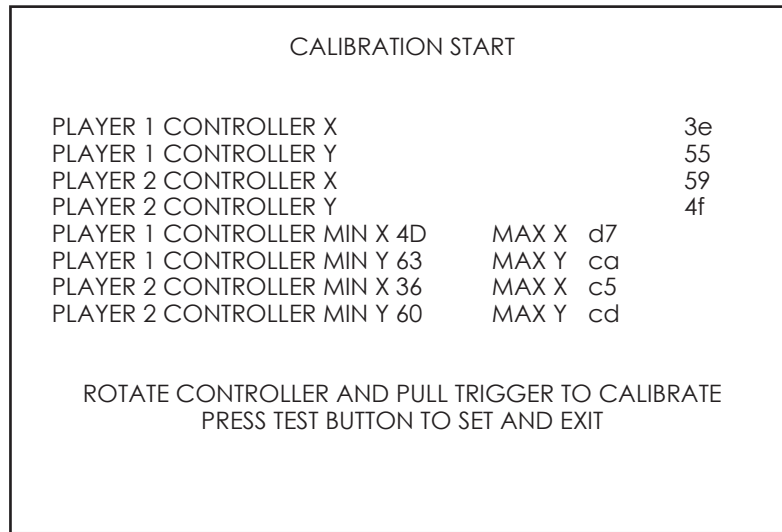 CALIBRATION START
PLAYER 1 CONTROLLER X 3e
PLAYER 1 CONTROLLER Y 55
PLAYER 2 CONTROLLER X 59
PLAYER 2 CONTROLLER Y 4f
PLAYER 1 CONTROLLER MIN X 4D MAX X d7
PLAYER 1 CONTROLLER MIN Y 63 MAX Y ca
PLAYER 2 CONTROLLER MIN X 36 MAX X c5
PLAYER 2 CONTROLLER MIN Y 60 MAX Y cd
ROTATE CONTROLLER AND PULL TRIGGER TO CALIBRATE
PRESS TEST BUTTON TO SET AND EXIT